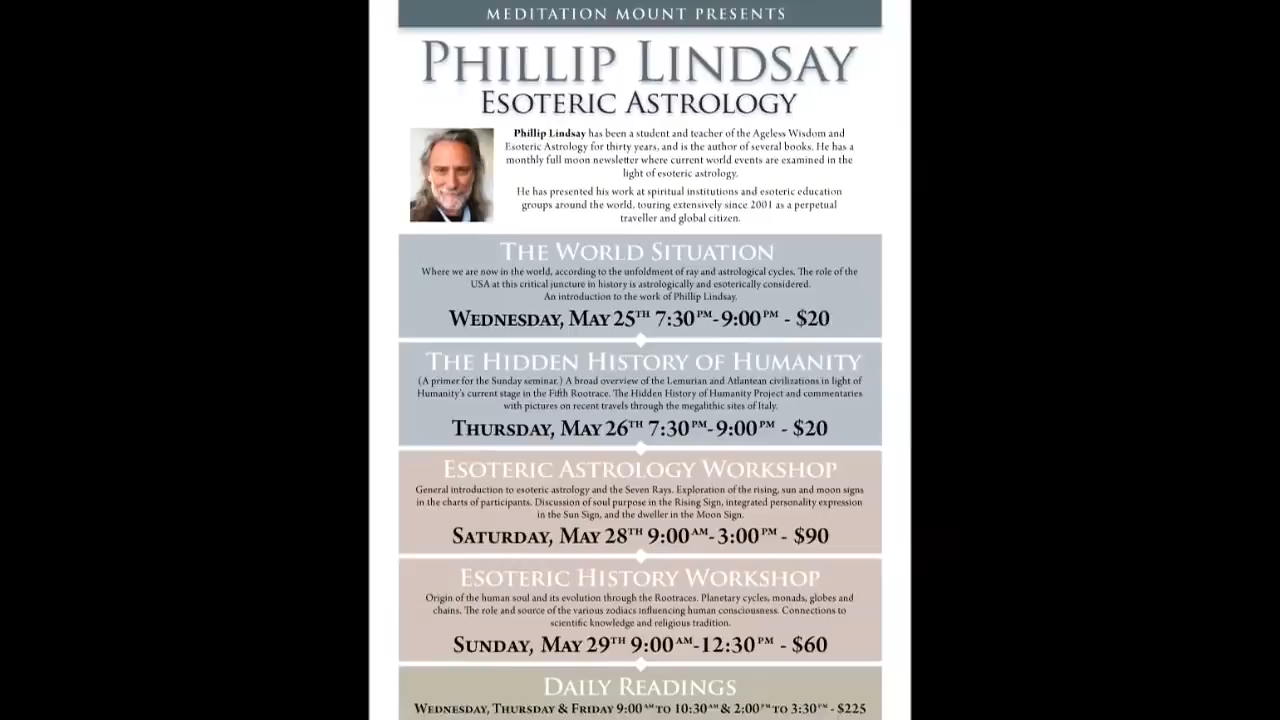 MEDITATION MOUNT PRESENTS
PHILLIP LINDSAY
ESOTERIC ASTROLOGY
Phillip Lindsay has been a student and teacher of the Ageless Wisdom and
Esoteric Astrology for thirty years, and is the author of several books. He has a
monthly full moon newsletter where current world events are examined in the
light of esoteric astrology.
He has presented his work at spiritual institutions and esoteric education
groups around the world, touring extensively since 2001 as a perpetual
traveller and global citizen.
THE WORLD SITUATION
Where we are now in the world, according to the unfoldment of ray and astrological cycles. The role of the
USA at this critical juncture in history is astrologically and esoterically considered.
An introduction to the work of Phillip Lindsay.
WEDNESDAY, MAY 25TH 7:30PM-9:00PM - $20
THE HIDDEN HISTORY OF HUMANITY
(A primer for the Sunday seminar.) A broad overview of the Lemurian and Atlantean civilizations in light of
Humanity's current stage in the Fifth Rootrace. The Hidden History of Humanity Project and commentaries
with pictures on recent travels through the megalithic sites of Italy.
THURSDAY, MAY 26TH 7:30PM-9:00PM - $20
ESOTERIC ASTROLOGY WORKSHOP
General introduction to esoteric astrology and the Seven Rays. Exploration of the rising, sun and moon signs
in the charts of participants. Discussion of soul purpose in the Rising Sign, integrated personality expression
in the Sun Sign, and the dweller in the Moon Sign.
SATURDAY, MAY 28TH 9:00AM-3:00PM - $90
ESOTERIC HISTORY WORKSHOP
Origin of the human soul and its evolution through the Rootraces. Planetary cycles, monads, globes and
chains. The role and source of the various zodiacs influencing human consciousness. Connections to
scientific knowledge and religious tradition.
SUNDAY, MAY 29TH 9:00AM-12:30PM - $60
DAILY READINGS
WEDNESDAY, THURSDAY & FRIDAY 9:00AM TO 10:30AM & 2:00PM TO 3:30PM - $225